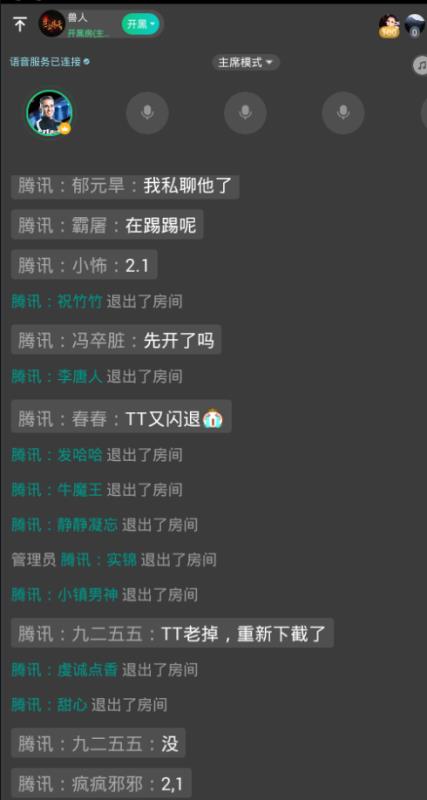 兽人
开黑房(主...
开黑
180
0
语音服务已连接
主席模式
腾讯：郁元旱：我私聊他了
腾讯：霸屠：在踢踢呢
腾讯：小怖：2.1
腾讯：祝竹竹 退出了房间
腾讯：冯卒脏：先开了吗
腾讯：李唐人 退出了房间
腾讯：春春：TT又闪退😭
腾讯：发哈哈 退出了房间
腾讯：牛魔王 退出了房间
腾讯：静静凝忘 退出了房间
管理员 腾讯：实锦 退出了房间
腾讯：小镇男神 退出了房间
腾讯：九二五五：TT老掉，重新下截了
腾讯：虔诚点香 退出了房间
腾讯：甜心 退出了房间
腾讯：九二五五：没
腾讯：疯疯邪邪：2,1